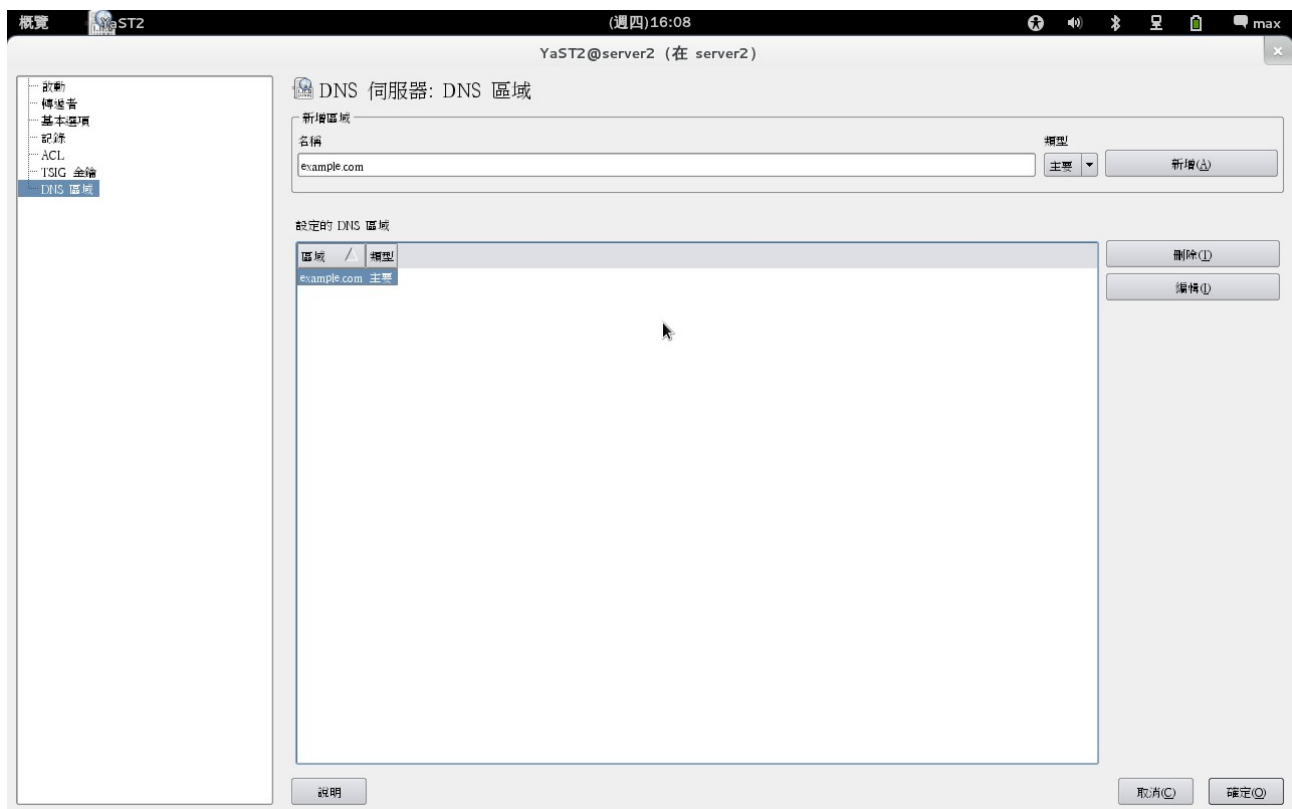 概覽 YaST2 (週四)16:08 max
YaST2@server2 (在 server2)
啟動
轉遞者
基本選項
記錄
ACL
TSIG 金鑰
DNS 區域
DNS 伺服器: DNS 區域
新增區域
名稱 類型
example.com 主要 新增(A)
設定的 DNS 區域
區域 類型
example.com 主要
刪除(T)
編輯(I)
說明 取消(C) 確定(O)